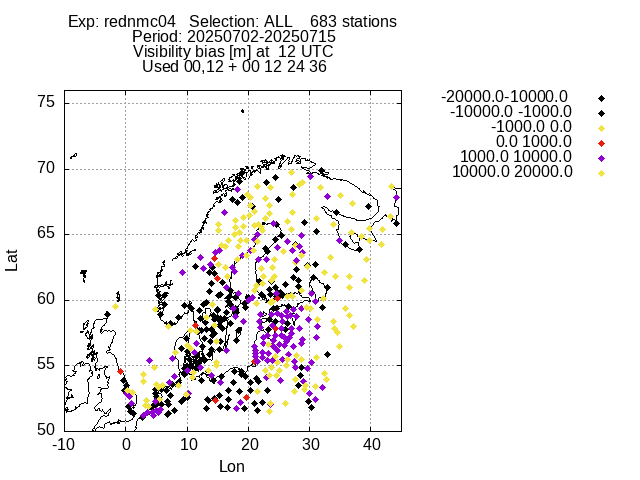 Exp: rednmc04   Selection: ALL    683 stations
Period: 20250702-20250715
Visibility bias [m] at  12 UTC
Used 00,12 + 00 12 24 36
-20000.0-10000.0
-10000.0 -1000.0
-1000.0 0.0
0.0 1000.0
1000.0 10000.0
10000.0 20000.0
75
70
65
60
55
50
Lat
-10 0 10 20 30 40
Lon